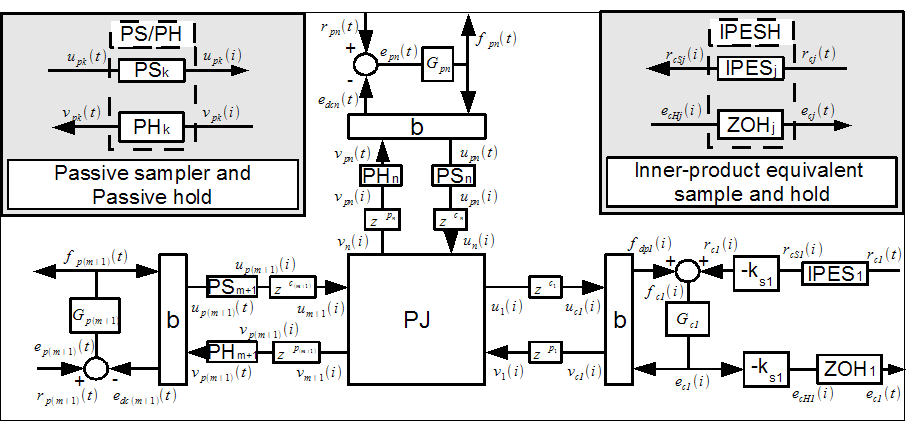 PS/PH
u_pk(t) u_pk(i)
PS_k
v_pk(t) v_pk(i)
PH_k
Passive sampler and
Passive hold
r_pn(t)
+
e_pn(t)
-
G_pn
f_pn(t)
e_dcn(t)
b
v_pn(t) u_pn(t)
PH_n PS_n
v_pn(i) u_pn(i)
z^p_n z^c_n
v_n(i) u_n(i)
IPESH
r_cSj(i) r_cj(t)
IPES_j
e_cHj(i) e_cj(t)
ZOH_j
Inner-product equivalent
sample and hold
f_p(m+1)(t)
G_p(m+1)
e_p(m+1)(t)
+ -
r_p(m+1)(t) e_dc(m+1)(t)
b
u_p(m+1)(i)
PS_m+1 z^c_(m+1)
u_p(m+1)(t) u_m+1(i)
v_p(m+1)(i)
PH_m+1 z^p_(m+1)
v_p(m+1)(t) v_m+1(i)
PJ
z^c_1
u_1(i) u_c1(i)
z^p_1
v_1(i) v_c1(i)
b
f_dp1(i) r_c1(i) r_cS1(i) r_c1(t)
+ +
-k_s1 IPES_1
f_c1(i)
G_c1
-k_s1 ZOH_1
e_c1(i) e_cH1(i) e_c1(t)